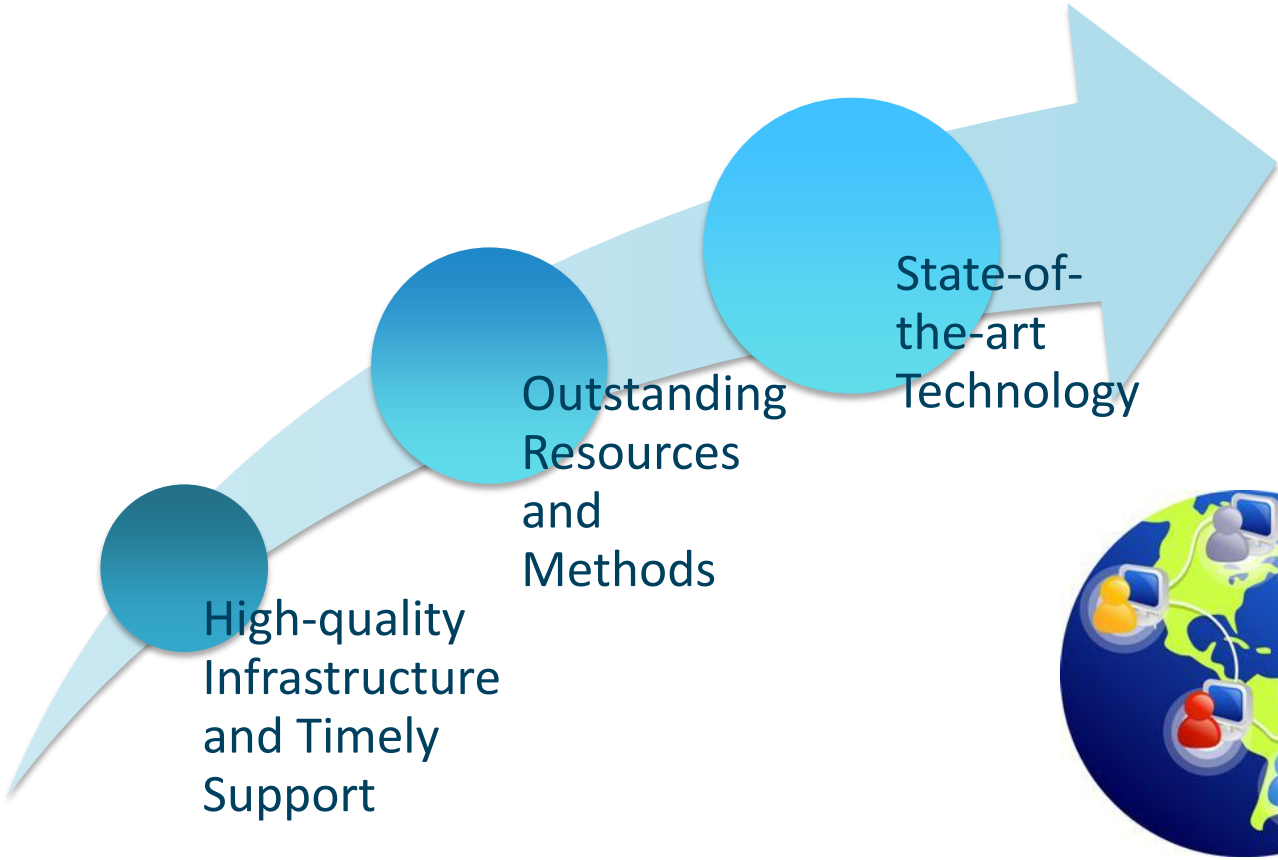 State-of-
the-art
Technology
Outstanding
Resources
and
Methods
High-quality
Infrastructure
and Timely
Support